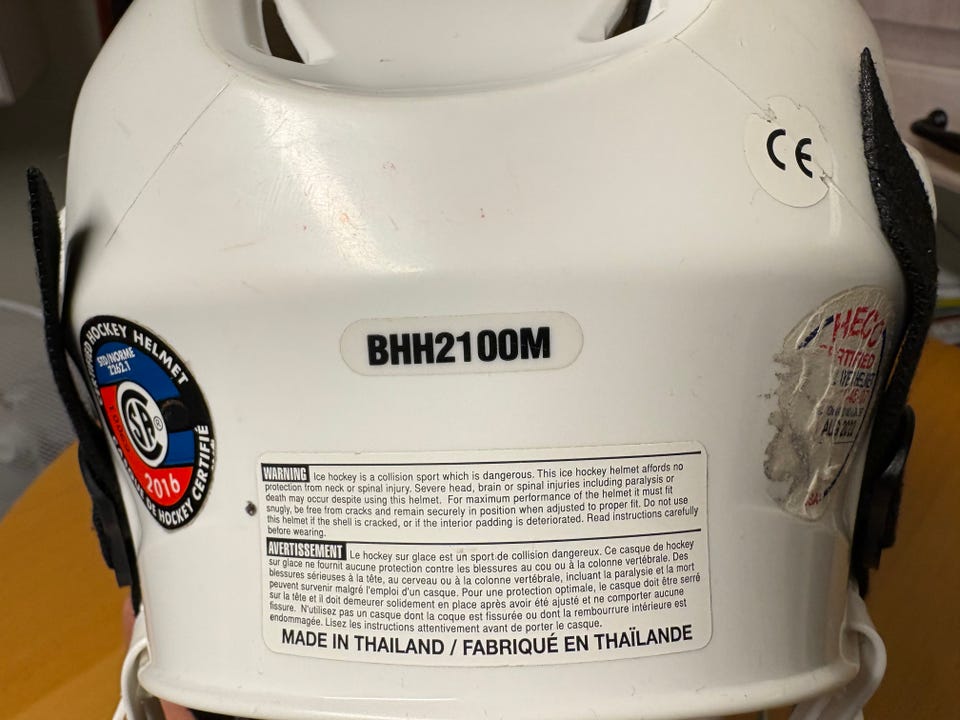 CE
BHH2100M
HOCKEY HELMET
STD/NORME
Z262.1
CSA
2016
DE HOCKEY CERTIFIÉ
HECC
WARNING Ice hockey is a collision sport which is dangerous. This ice hockey helmet affords no
protection from neck or spinal injury. Severe head, brain or spinal injuries including paralysis or
death may occur despite using this helmet. For maximum performance of the helmet it must fit
snugly, be free from cracks and remain securely in position when adjusted to proper fit. Do not use
this helmet if the shell is cracked, or if the interior padding is deteriorated. Read instructions carefully
before wearing.
AVERTISSEMENT Le hockey sur glace est un sport de collision dangereux. Ce casque de hockey
sur glace ne fournit aucune protection contre les blessures au cou ou à la colonne vertébrale. Des
blessures sérieuses à la tête, au cerveau ou à la colonne vertébrale, incluant la paralysie et la mort
peuvent survenir malgré l'emploi d'un casque. Pour une protection optimale, le casque doit être serré
sur la tête et il doit demeurer solidement en place après avoir été ajusté et ne comporter aucune
fissure. N'utilisez pas un casque dont la coque est fissurée ou dont la rembourrure intérieure est
endommagée. Lisez les instructions attentivement avant de porter le casque.
MADE IN THAILAND / FABRIQUÉ EN THAÏLANDE